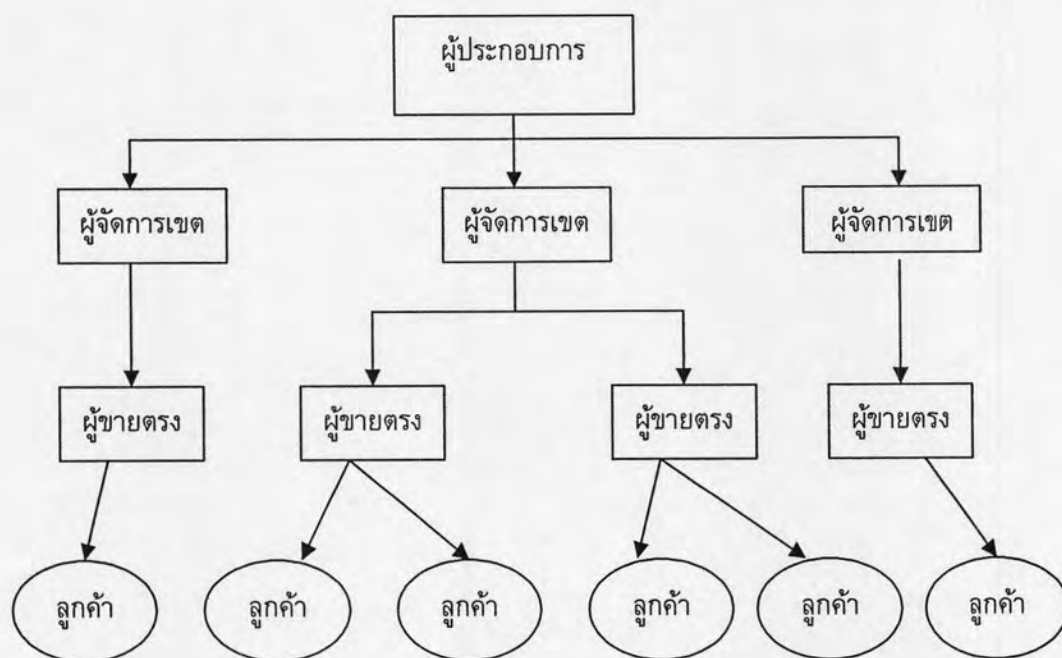 ผู้ประกอบการ
ผู้จัดการเขต
ผู้จัดการเขต
ผู้จัดการเขต
ผู้ขายตรง
ผู้ขายตรง
ผู้ขายตรง
ผู้ขายตรง
ลูกค้า
ลูกค้า
ลูกค้า
ลูกค้า
ลูกค้า
ลูกค้า